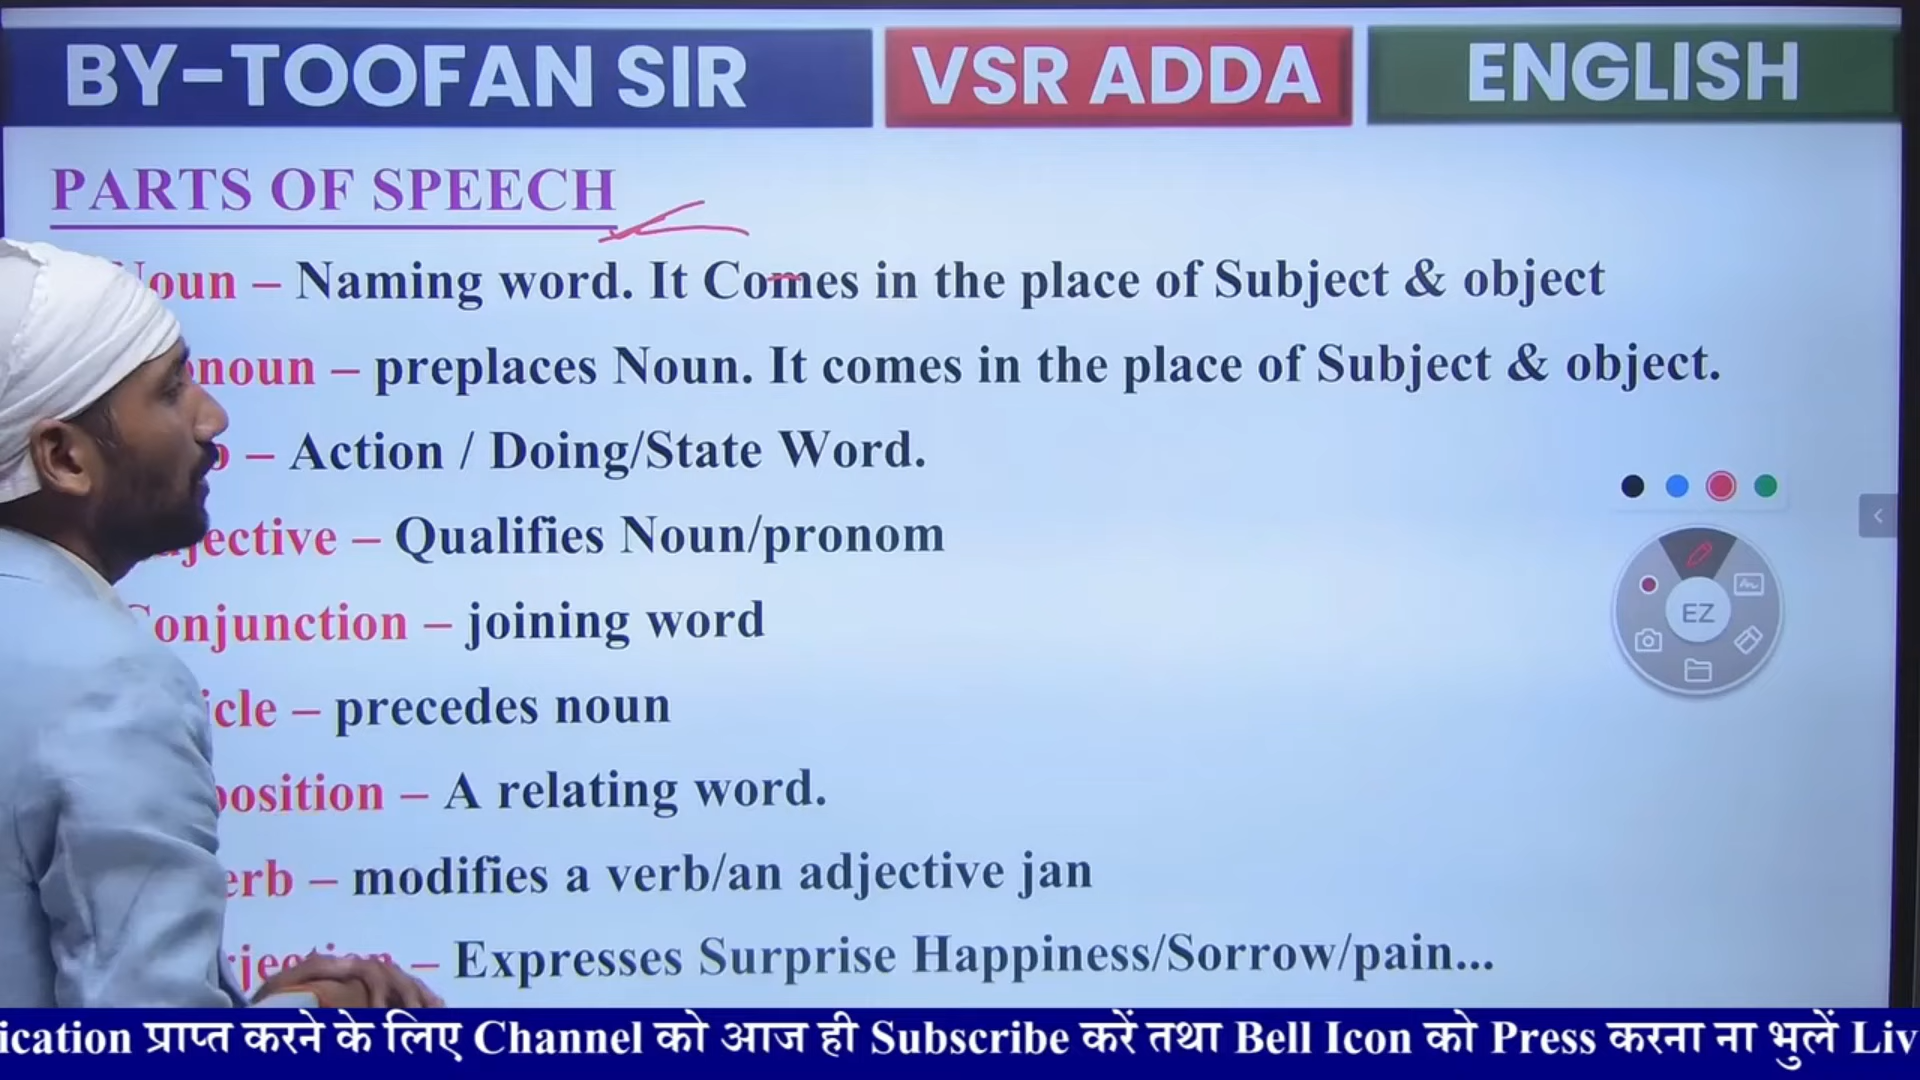 BY-TOOFAN SIR VSR ADDA ENGLISH
PARTS OF SPEECH
Noun – Naming word. It Comes in the place of Subject & object
noun – preplaces Noun. It comes in the place of Subject & object.
– Action / Doing/State Word.
jective – Qualifies Noun/pronom
Conjunction – joining word
icle – precedes noun
position – A relating word.
erb – modifies a verb/an adjective jan
rjection – Expresses Surprise Happiness/Sorrow/pain...
EZ
ication प्राप्त करने के लिए Channel को आज ही Subscribe करें तथा Bell Icon को Press करना ना भुलें Liv